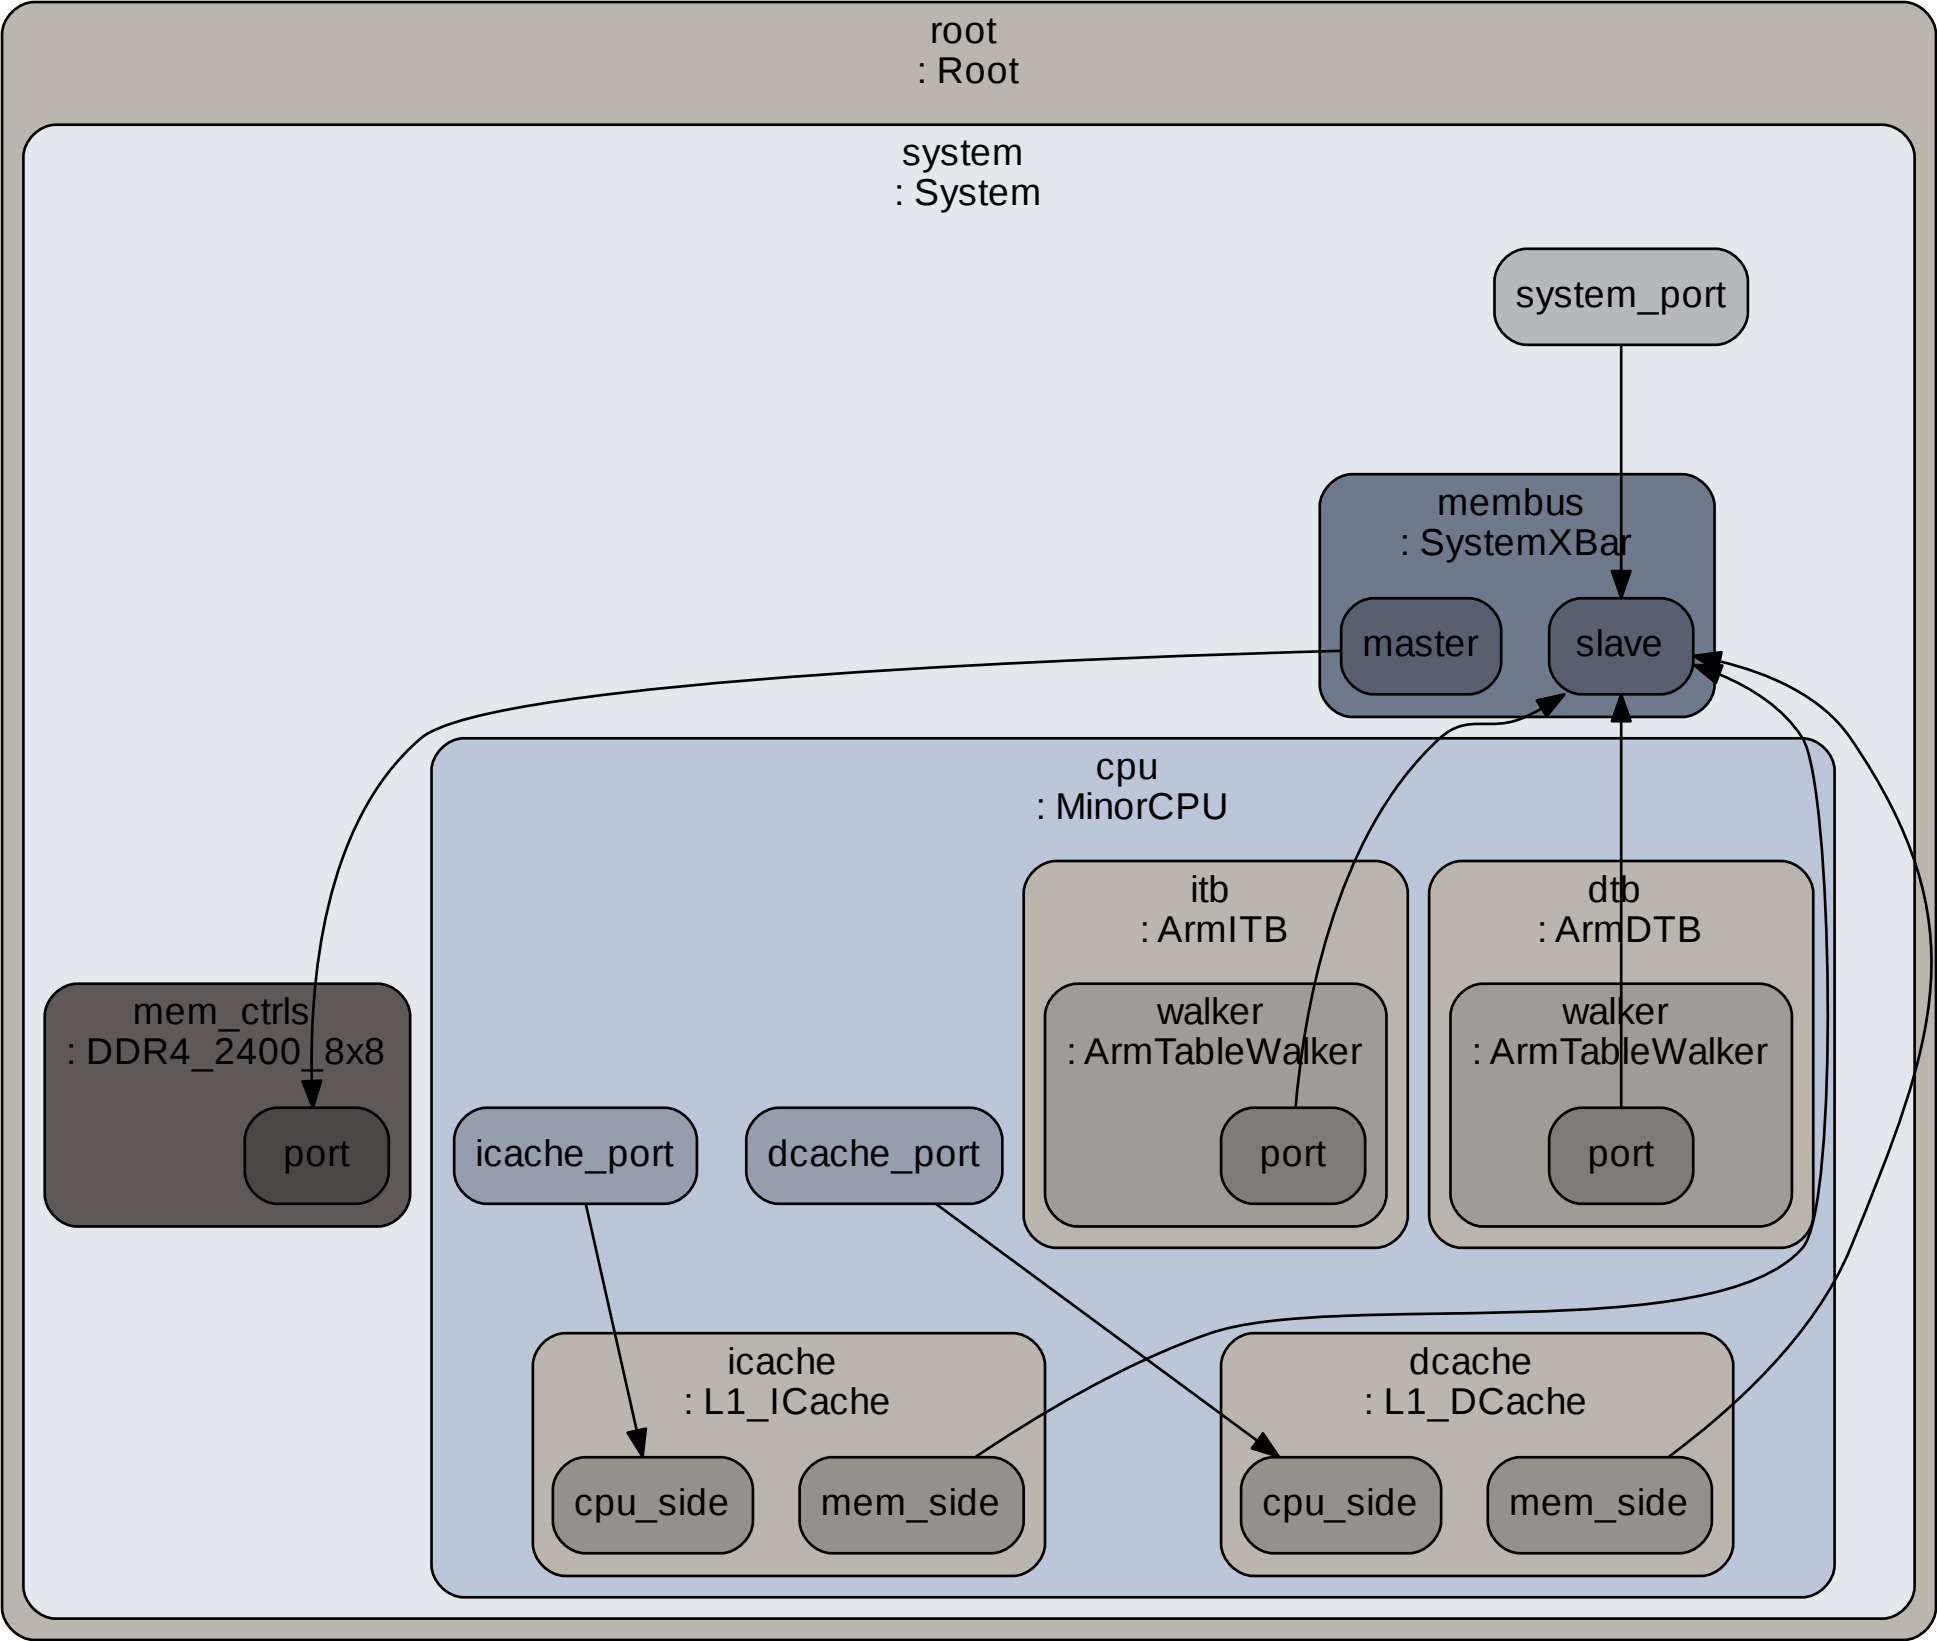 root
: Root
system
: System
system_port
membus
: SystemXBar
master
slave
cpu
: MinorCPU
itb
: ArmITB
dtb
: ArmDTB
mem_ctrls
: DDR4_2400_8x8
walker
: ArmTableWalker
walker
: ArmTableWalker
port
icache_port
dcache_port
port
port
icache
: L1_ICache
dcache
: L1_DCache
cpu_side
mem_side
cpu_side
mem_side